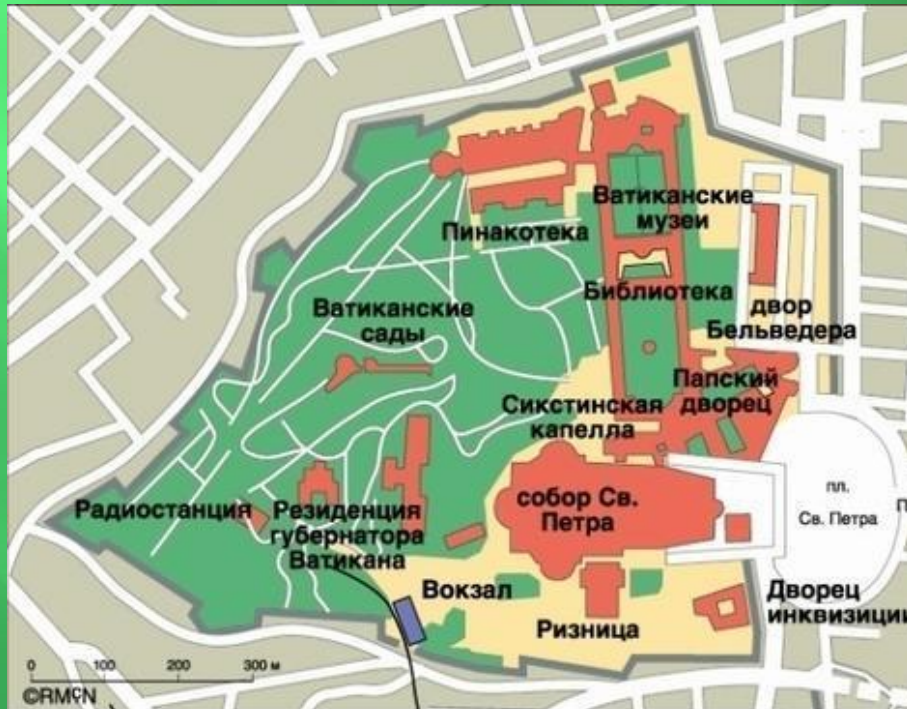 Ватиканские
музеи
Пинакотека
Библиотека
Ватиканские
сады
двор
Бельведера
Папский
дворец
Сикстинская
капелла
собор Св.
Петра
пл.
Св. Петра
П
Радиостанция
Резиденция
губернатора
Ватикана
Вокзал
Ризница
Дворец
инквизиции
0 100 200 300 м
©RMCN